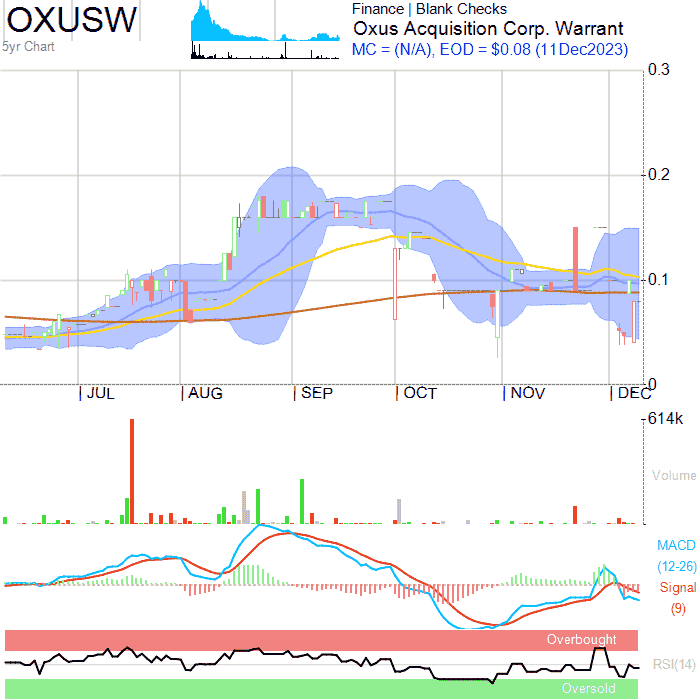 OXUSW
5yr Chart
Finance | Blank Checks
Oxus Acquisition Corp. Warrant
MC = (N/A), EOD = $0.08 (11Dec2023)
0.3
0.2
0.1
0
JUL
AUG
SEP
OCT
NOV
DEC
614k
Volume
MACD
(12-26)
Signal
(9)
Overbought
RSI(14)
Oversold